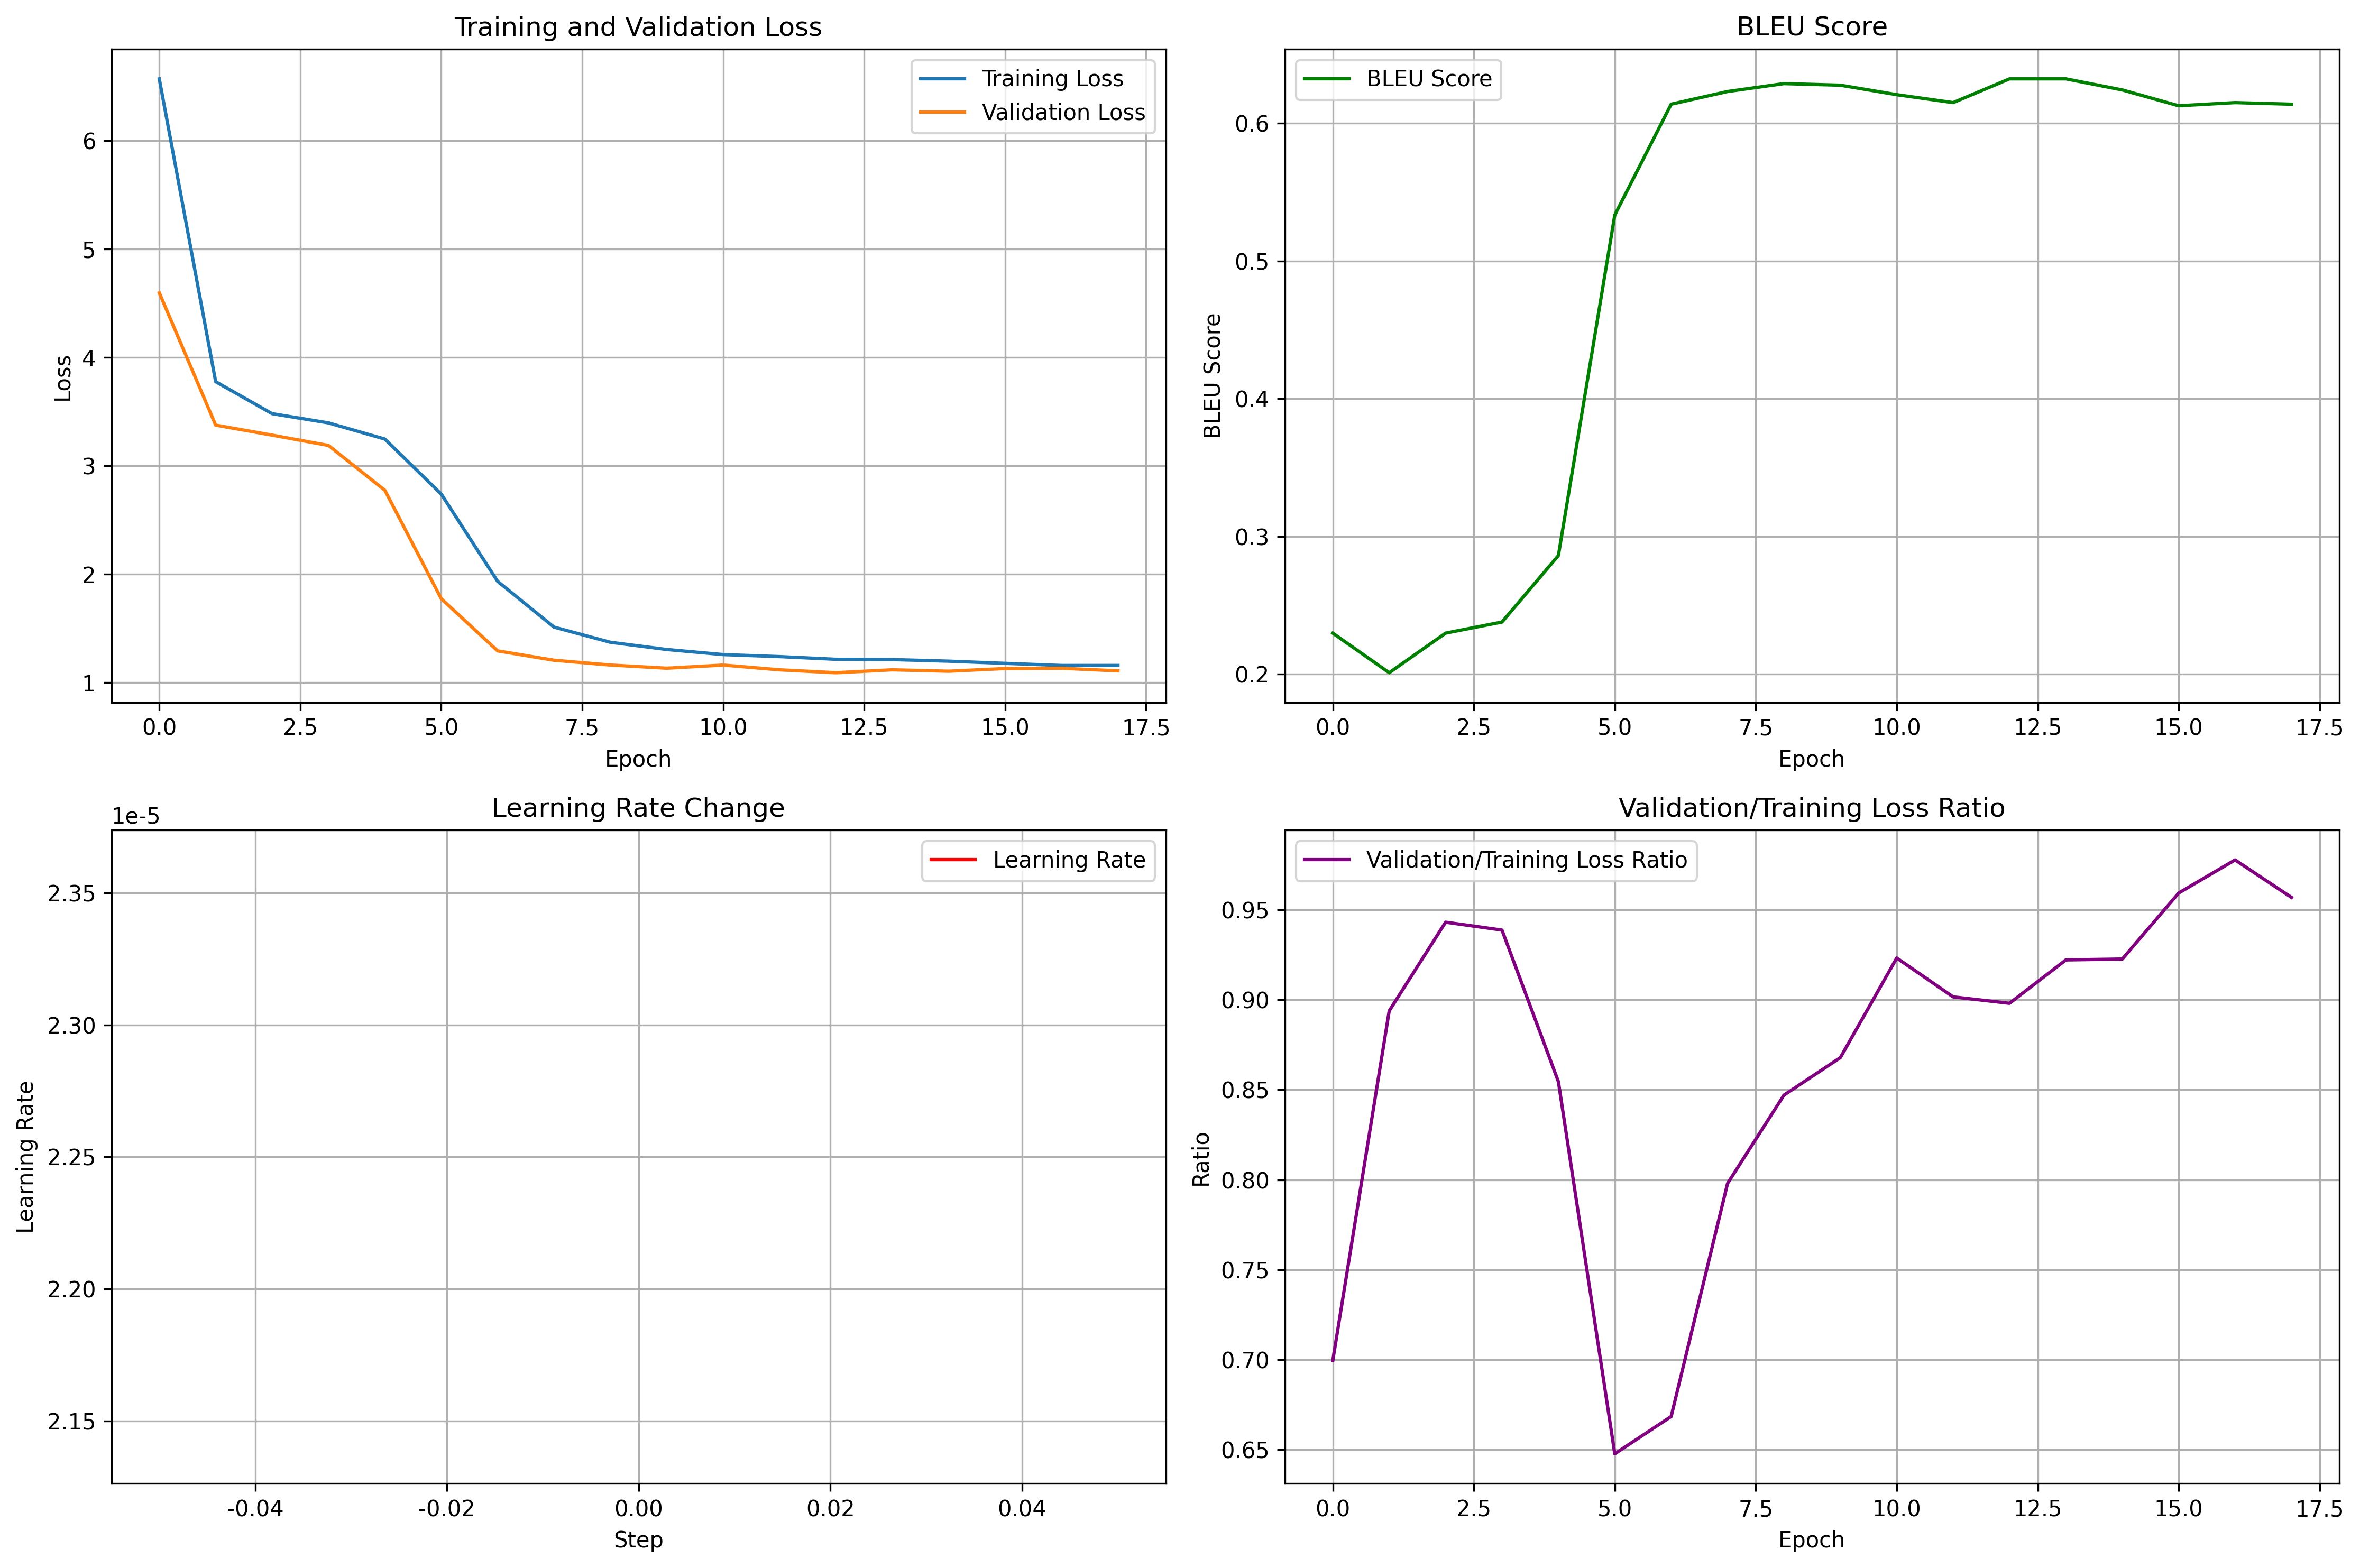 Training and Validation Loss
Training Loss
Validation Loss
Loss
6
5
4
3
2
1
0.0 2.5 5.0 7.5 10.0 12.5 15.0 17.5
Epoch
BLEU Score
BLEU Score
BLEU Score
0.6
0.5
0.4
0.3
0.2
0.0 2.5 5.0 7.5 10.0 12.5 15.0 17.5
Epoch
Learning Rate Change
1e-5
Learning Rate
Learning Rate
2.35
2.30
2.25
2.20
2.15
-0.04 -0.02 0.00 0.02 0.04
Step
Validation/Training Loss Ratio
Validation/Training Loss Ratio
Ratio
0.95
0.90
0.85
0.80
0.75
0.70
0.65
0.0 2.5 5.0 7.5 10.0 12.5 15.0 17.5
Epoch